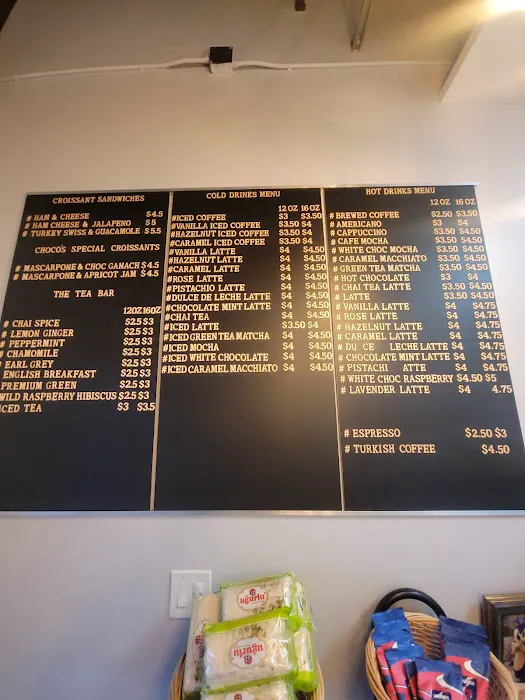 CROISSANT SANDWICHES
# HAM & CHEESE $4.5
# HAM CHEESE & JALAPENO $5
# TURKEY SWISS & GUACAMOLE $5.5
CHOCO'S SPECIAL CROISSANTS
# MASCARPONE & CHOC GANACH $4.5
# MASCARPONE & APRICOT JAM $4.5
THE TEA BAR
12OZ 16OZ
# CHAI SPICE $2.5 $3
# LEMON GINGER $2.5 $3
# PEPPERMINT $2.5 $3
# CHAMOMILE $2.5 $3
# EARL GREY $2.5 $3
ENGLISH BREAKFAST $2.5 $3
PREMIUM GREEN $2.5 $3
WILD RASPBERRY HIBISCUS $2.5 $3
ICED TEA $3 $3.5
COLD DRINKS MENU
12 OZ 16 OZ
#ICED COFFEE $3 $3.50
#VANILLA ICED COFFEE $3.50 $4
#HAZELNUT ICED COFFEE $3.50 $4
#CARAMEL ICED COFFEE $3.50 $4
#VANILLA LATTE $4 $4.50
#HAZELNUT LATTE $4 $4.50
#CARAMEL LATTE $4 $4.50
#ROSE LATTE $4 $4.50
#PISTACHIO LATTE $4 $4.50
#DULCE DE LECHE LATTE $4 $4.50
#CHOCOLATE MINT LATTE $4 $4.50
#CHAI TEA $4 $4.50
#ICED LATTE $3.50 $4
#ICED GREEN TEA MATCHA $4 $4.50
#ICED MOCHA $4 $4.50
#ICED WHITE CHOCOLATE $4 $4.50
#ICED CARAMEL MACCHIATO $4 $4.50
HOT DRINKS MENU
12 OZ 16 OZ
# BREWED COFFEE $2.50 $3.50
# AMERICANO $3 $4
# CAPPUCCINO $3.50 $4.50
# CAFE MOCHA $3.50 $4.50
# WHITE CHOC MOCHA $3.50 $4.50
# CARAMEL MACCHIATO $3.50 $4.50
# GREEN TEA MATCHA $3.50 $4.50
# HOT CHOCOLATE $3 $4
# CHAI TEA LATTE $3.50 $4.50
# LATTE $3.50 $4.50
# VANILLA LATTE $4 $4.75
# ROSE LATTE $4 $4.75
# HAZELNUT LATTE $4 $4.75
# CARAMEL LATTE $4 $4.75
# DU CE LECHE LATTE $4 $4.75
# CHOCOLATE MINT LATTE $4 $4.75
# PISTACHI ATTE $4 $4.75
# WHITE CHOC RASPBERRY $4.50 $5
# LAVENDER LATTE $4 4.75
# ESPRESSO $2.50 $3
# TURKISH COFFEE $4.50
uğurlu
uğurlu